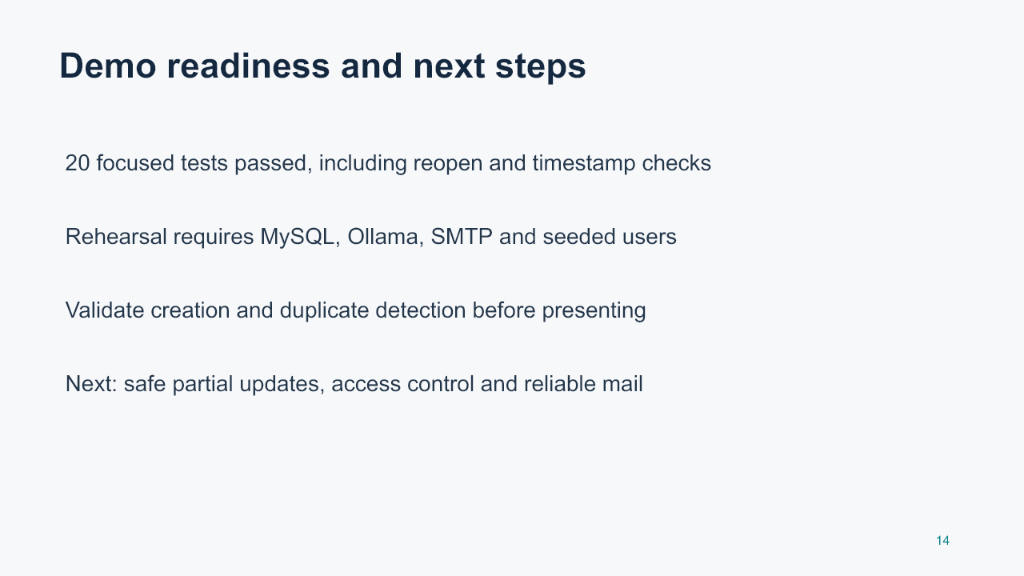 Demo readiness and next steps
20 focused tests passed, including reopen and timestamp checks
Rehearsal requires MySQL, Ollama, SMTP and seeded users
Validate creation and duplicate detection before presenting
Next: safe partial updates, access control and reliable mail
14